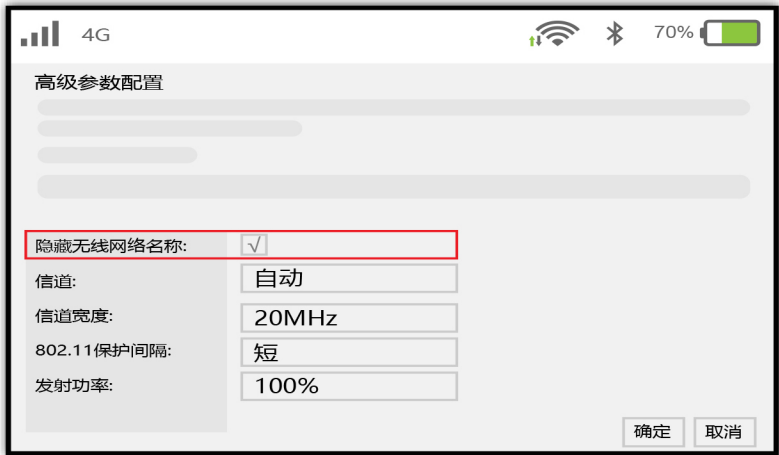 4G 70%
高级参数配置
隐藏无线网络名称: √
信道: 自动
信道宽度: 20MHz
802.11保护间隔: 短
发射功率: 100%
确定 取消